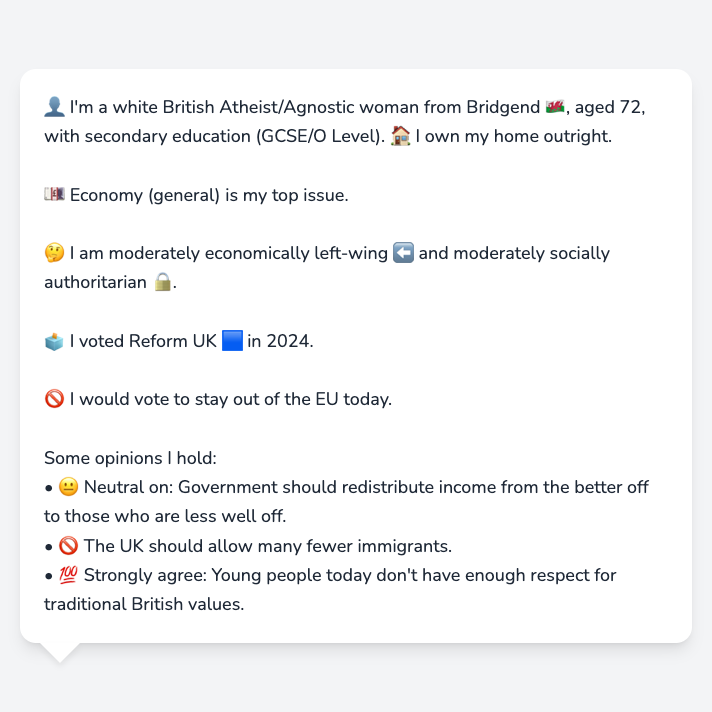 👤 I'm a white British Atheist/Agnostic woman from Bridgend 🏴󠁧󠁢󠁷󠁬󠁳󠁿, aged 72,
with secondary education (GCSE/O Level). 🏠 I own my home outright.
💷 Economy (general) is my top issue.
🤔 I am moderately economically left-wing ⬅️ and moderately socially
authoritarian 🔒.
🗳️ I voted Reform UK 🟦 in 2024.
🚫 I would vote to stay out of the EU today.
Some opinions I hold:
• 😐 Neutral on: Government should redistribute income from the better off
to those who are less well off.
• 🚫 The UK should allow many fewer immigrants.
• 💯 Strongly agree: Young people today don't have enough respect for
traditional British values.